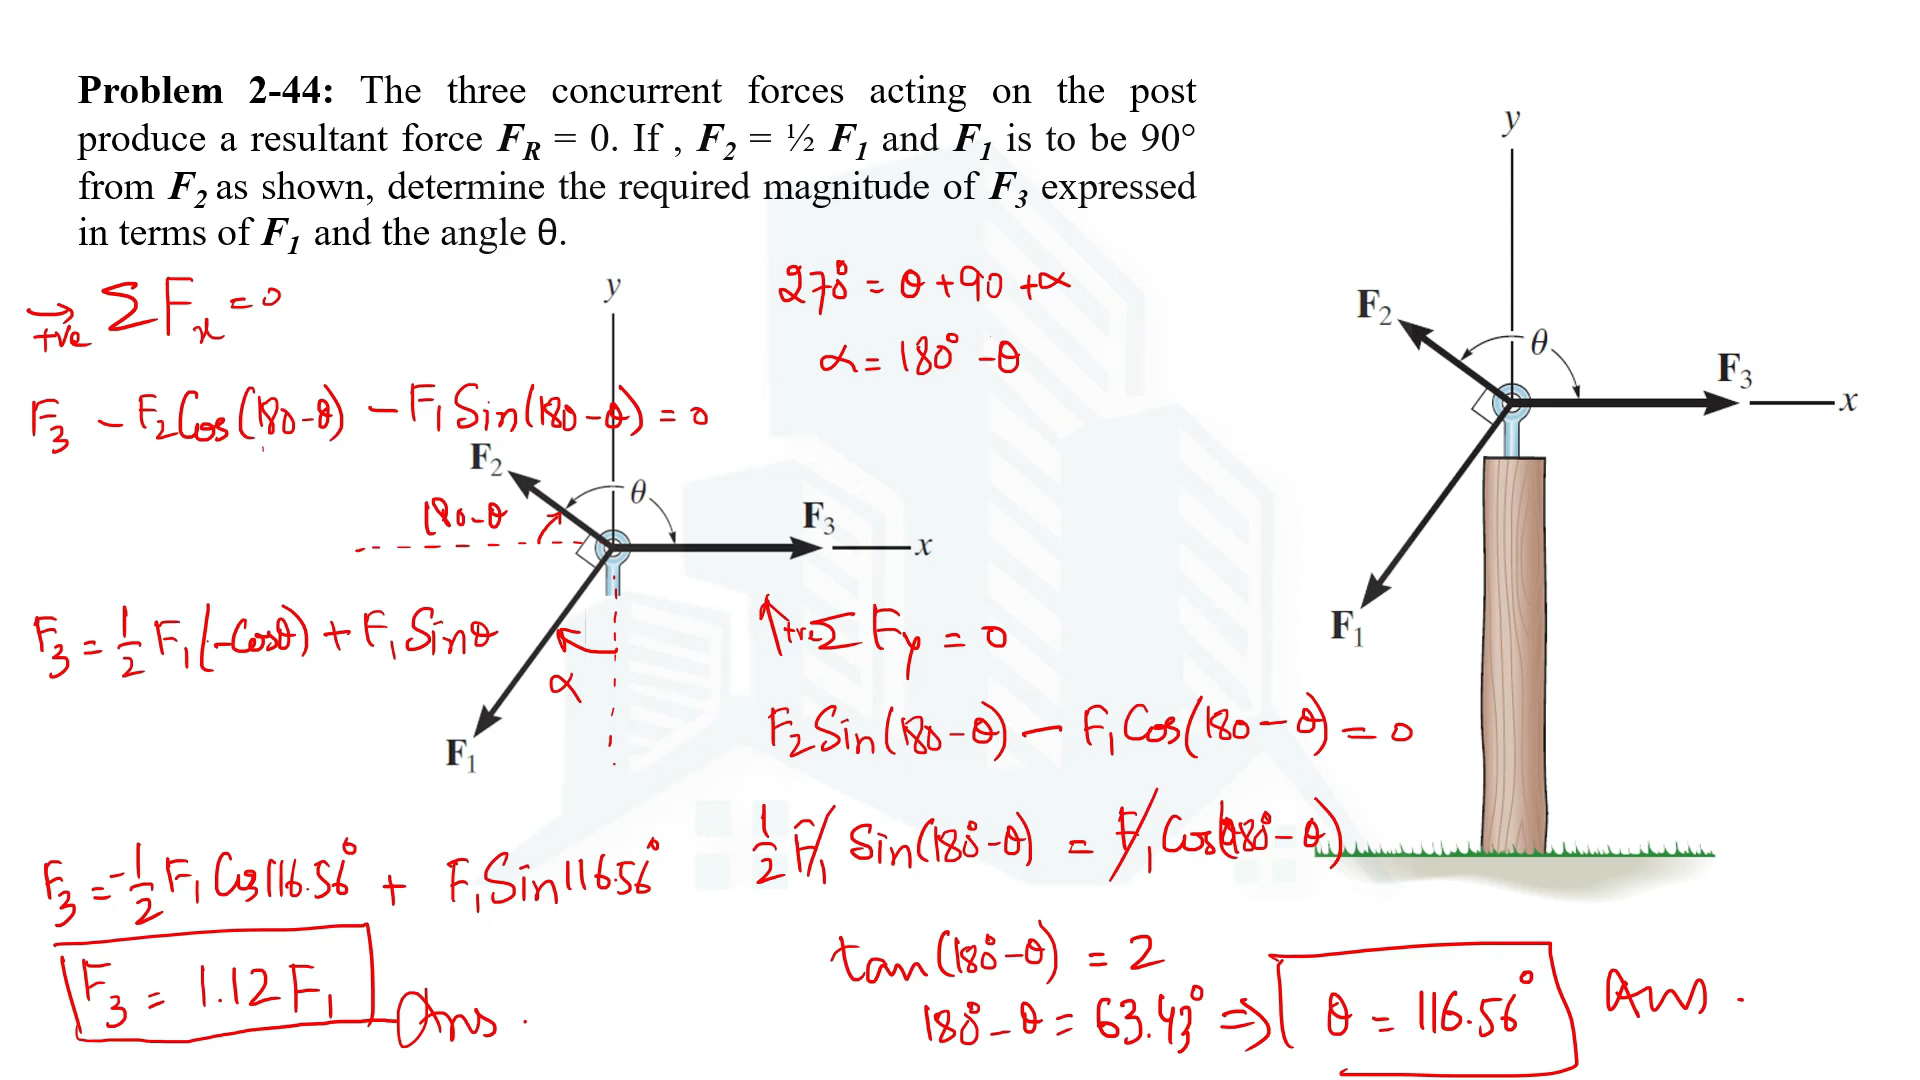 Problem 2-44: The three concurrent forces acting on the post
produce a resultant force F_R = 0. If , F_2 = ½ F_1 and F_1 is to be 90°
from F_2 as shown, determine the required magnitude of F_3 expressed
in terms of F_1 and the angle θ.
+ve ΣF_x = 0
F_3 - F_2 Cos(180-θ) - F_1 Sin(180-θ) = 0
270° = θ + 90 + α
α = 180° - θ
y
F_2
θ
F_3
x
180-θ
α
F_1
F_3 = 1/2 F_1(-Cosθ) + F_1 Sinθ
F_3 = -1/2 F_1 Cos 116.56° + F_1 Sin 116.56°
F_3 = 1.12 F_1 Ans.
+ve ΣF_y = 0
F_2 Sin(180-θ) - F_1 Cos(180-θ) = 0
1/2 F_1 Sin(180°-θ) = F_1 Cos(180°-θ)
tan(180°-θ) = 2
180°-θ = 63.43° ⇒ θ = 116.56° Ans.
y
F_2
θ
F_3
x
F_1